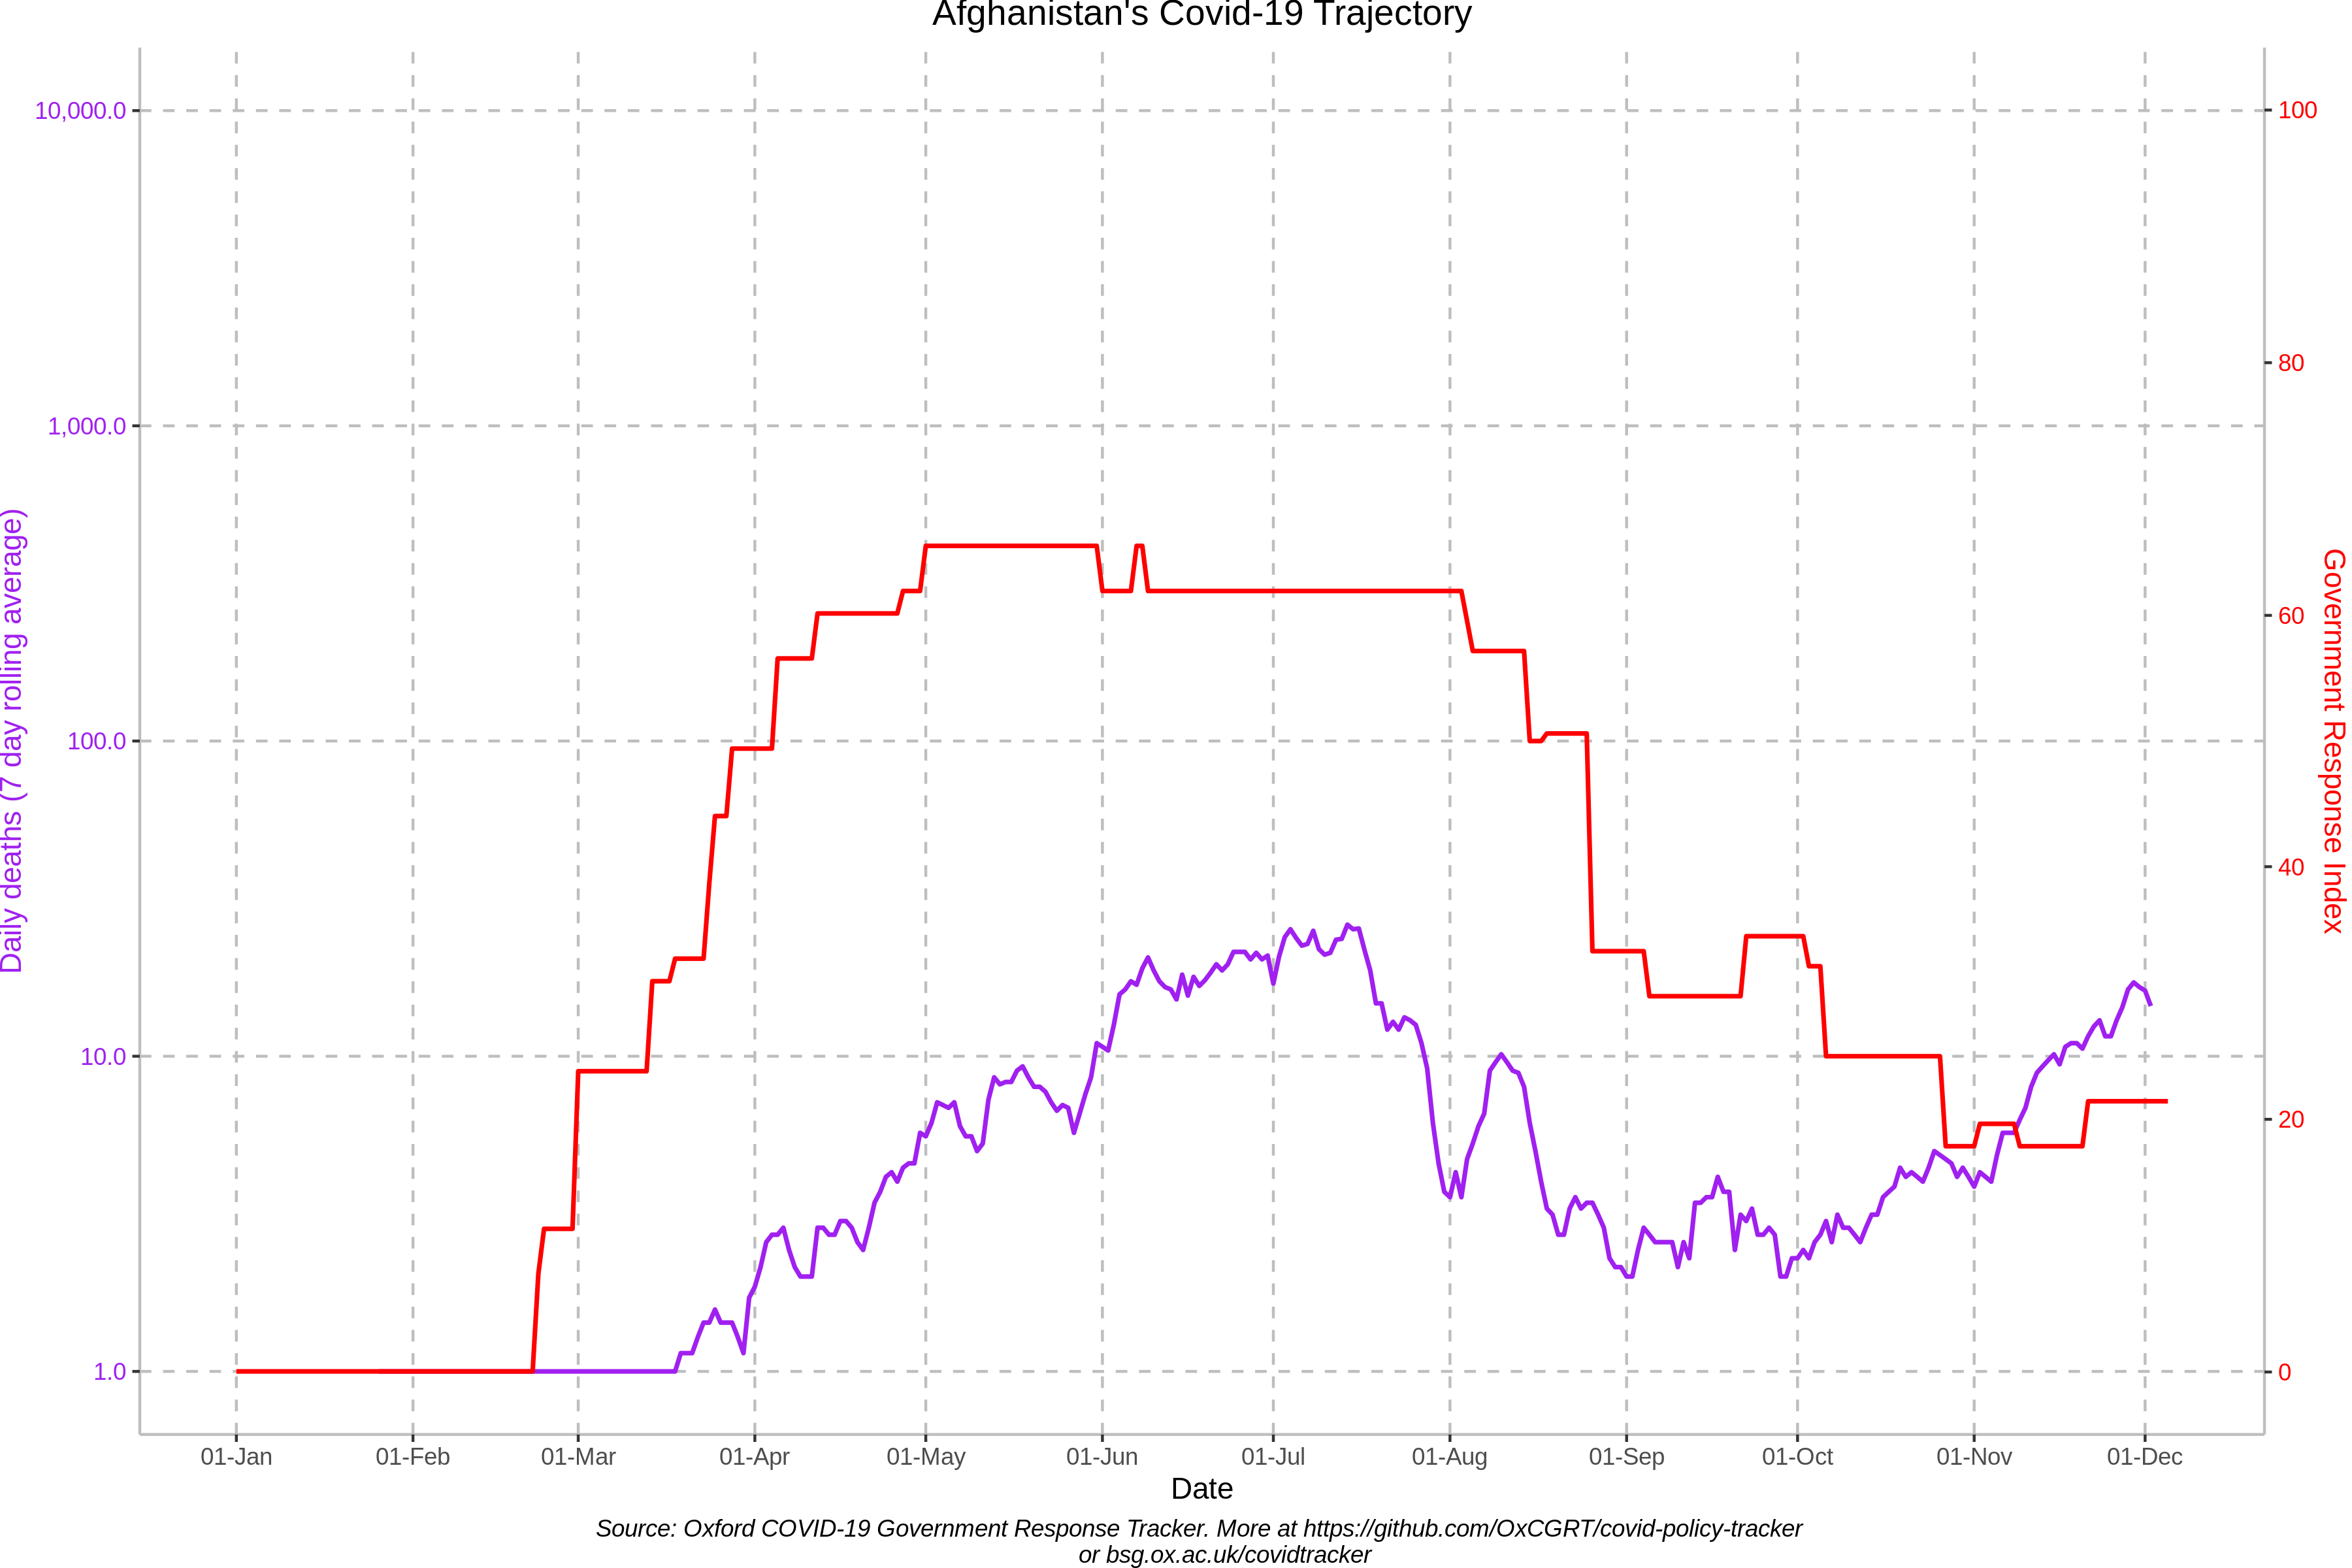 Afghanistan's Covid-19 Trajectory
10,000.0
1,000.0
100.0
10.0
1.0
Daily deaths (7 day rolling average)
100
80
60
40
20
0
Government Response Index
01-Jan
01-Feb
01-Mar
01-Apr
01-May
01-Jun
01-Jul
01-Aug
01-Sep
01-Oct
01-Nov
01-Dec
Date
Source: Oxford COVID-19 Government Response Tracker. More at https://github.com/OxCGRT/covid-policy-tracker
or bsg.ox.ac.uk/covidtracker